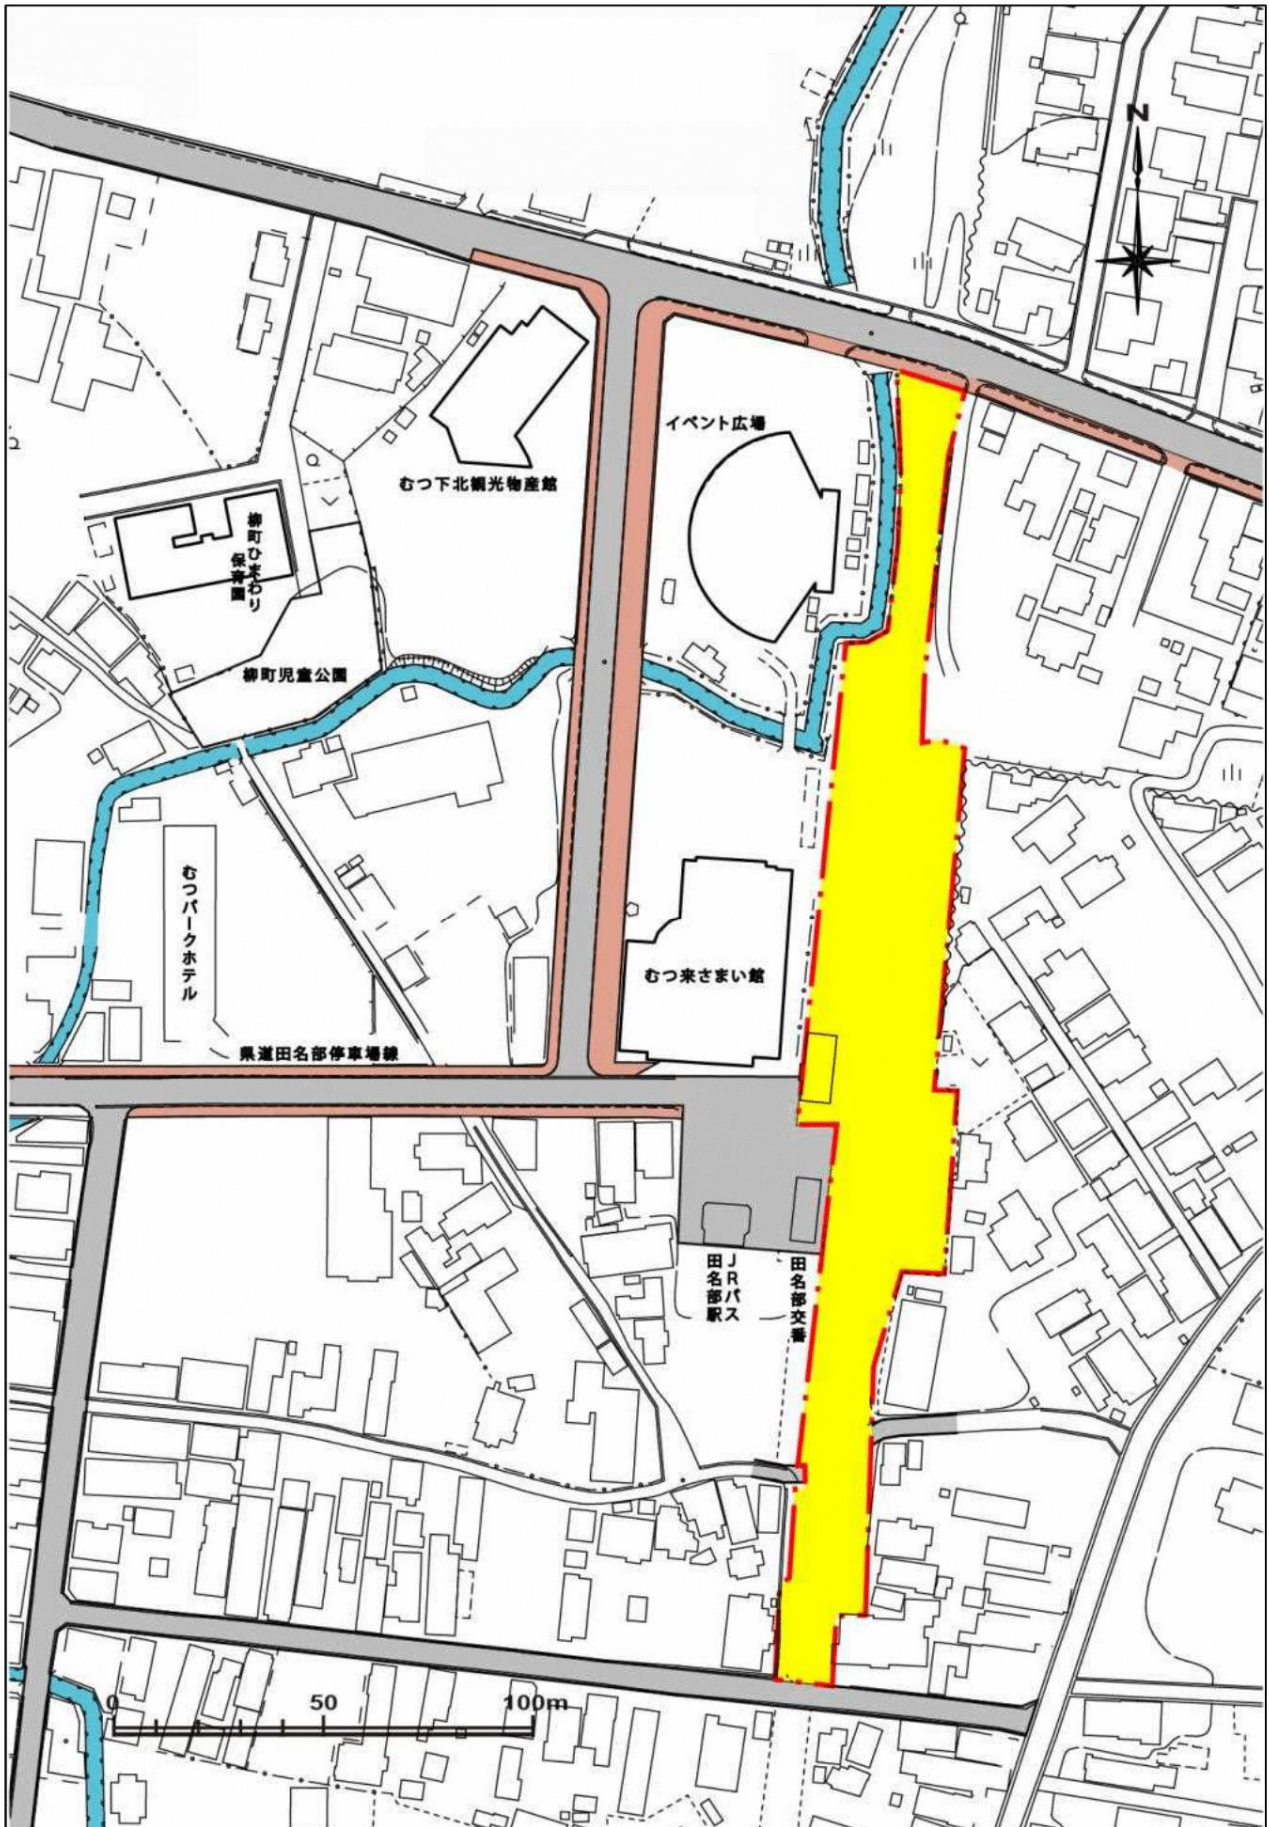 N
イベント広場
むつ下北観光物産館
柳町ひまわり
保育園
柳町児童公園
むつパークホテル
むつ来さまい館
県道田名部停車場線
JRバス
田名部駅
田名部交番
0 50 100m